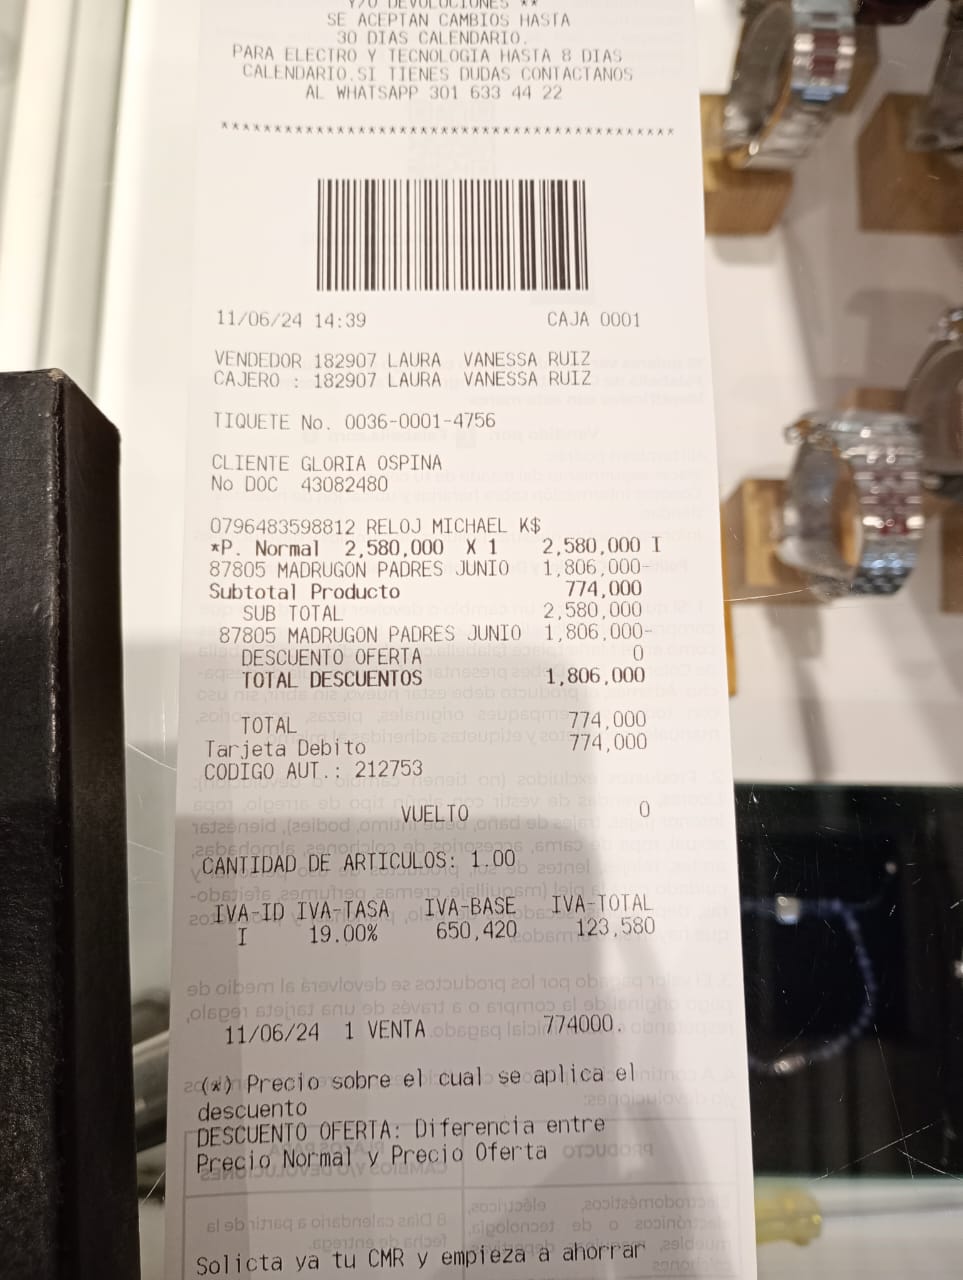 Y/O DEVOLUCIONES **
SE ACEPTAN CAMBIOS HASTA
30 DIAS CALENDARIO.
PARA ELECTRO Y TECNOLOGIA HASTA 8 DIAS
CALENDARIO.SI TIENES DUDAS CONTACTANOS
AL WHATSAPP 301 633 44 22
*******************************************
11/06/24 14:39 CAJA 0001
VENDEDOR 182907 LAURA VANESSA RUIZ
CAJERO : 182907 LAURA VANESSA RUIZ
TIQUETE No. 0036-0001-4756
CLIENTE GLORIA OSPINA
No DOC 43082480
0796483598812 RELOJ MICHAEL K$
*P. Normal 2,580,000 X 1 2,580,000 I
87805 MADRUGON PADRES JUNIO 1,806,000-
Subtotal Producto 774,000
SUB TOTAL 2,580,000
87805 MADRUGON PADRES JUNIO 1,806,000-
DESCUENTO OFERTA 0
TOTAL DESCUENTOS 1,806,000
TOTAL 774,000
Tarjeta Debito 774,000
CODIGO AUT.: 212753
VUELTO 0
CANTIDAD DE ARTICULOS: 1.00
IVA-ID IVA-TASA IVA-BASE IVA-TOTAL
I 19.00% 650,420 123,580
11/06/24 1 VENTA 774000.
(*) Precio sobre el cual se aplica el
descuento
DESCUENTO OFERTA: Diferencia entre
Precio Normal y Precio Oferta
Solicta ya tu CMR y empieza a ahorrar